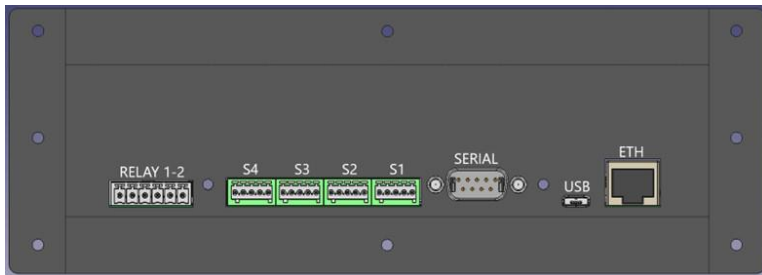 RELAY 1-2
S4
S3
S2
S1
SERIAL
USB
ETH